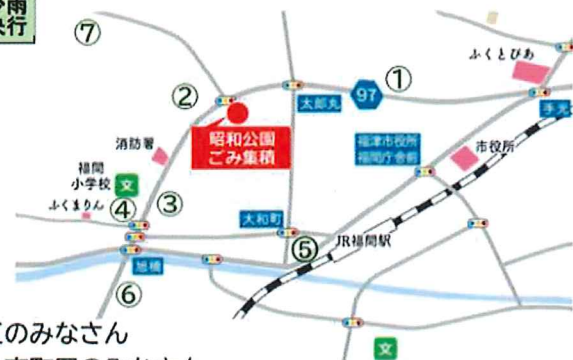 行
⑦
ふくとぴあ
①
②
太郎丸
97
手光
昭和公園
ごみ集積
消防署
福津市役所
福間庁舎前
市役所
福間
小学校
文
ふくまりん
④
③
大和町
⑤
JR福間駅
旭橋
⑥
のみなさん
文